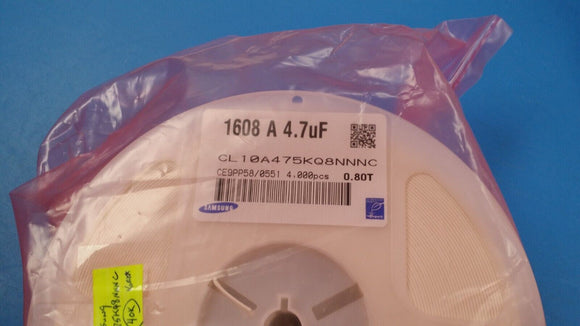 1608 A 4.7uF
CL10A475KQ8NNNC
CE9PP58/0551 4,000pcs 0.80T
SAMSUNG